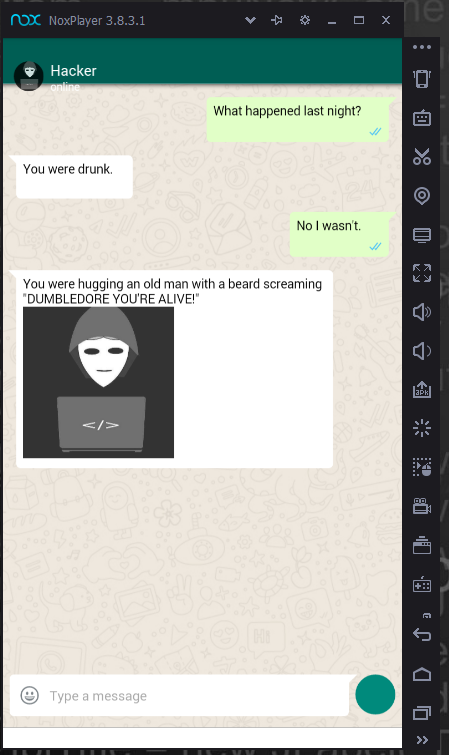 nox NoxPlayer 3.8.3.1
Hacker
online
What happened last night?
You were drunk.
No I wasn't.
You were hugging an old man with a beard screaming
"DUMBLEDORE YOU'RE ALIVE!"
</>
Type a message